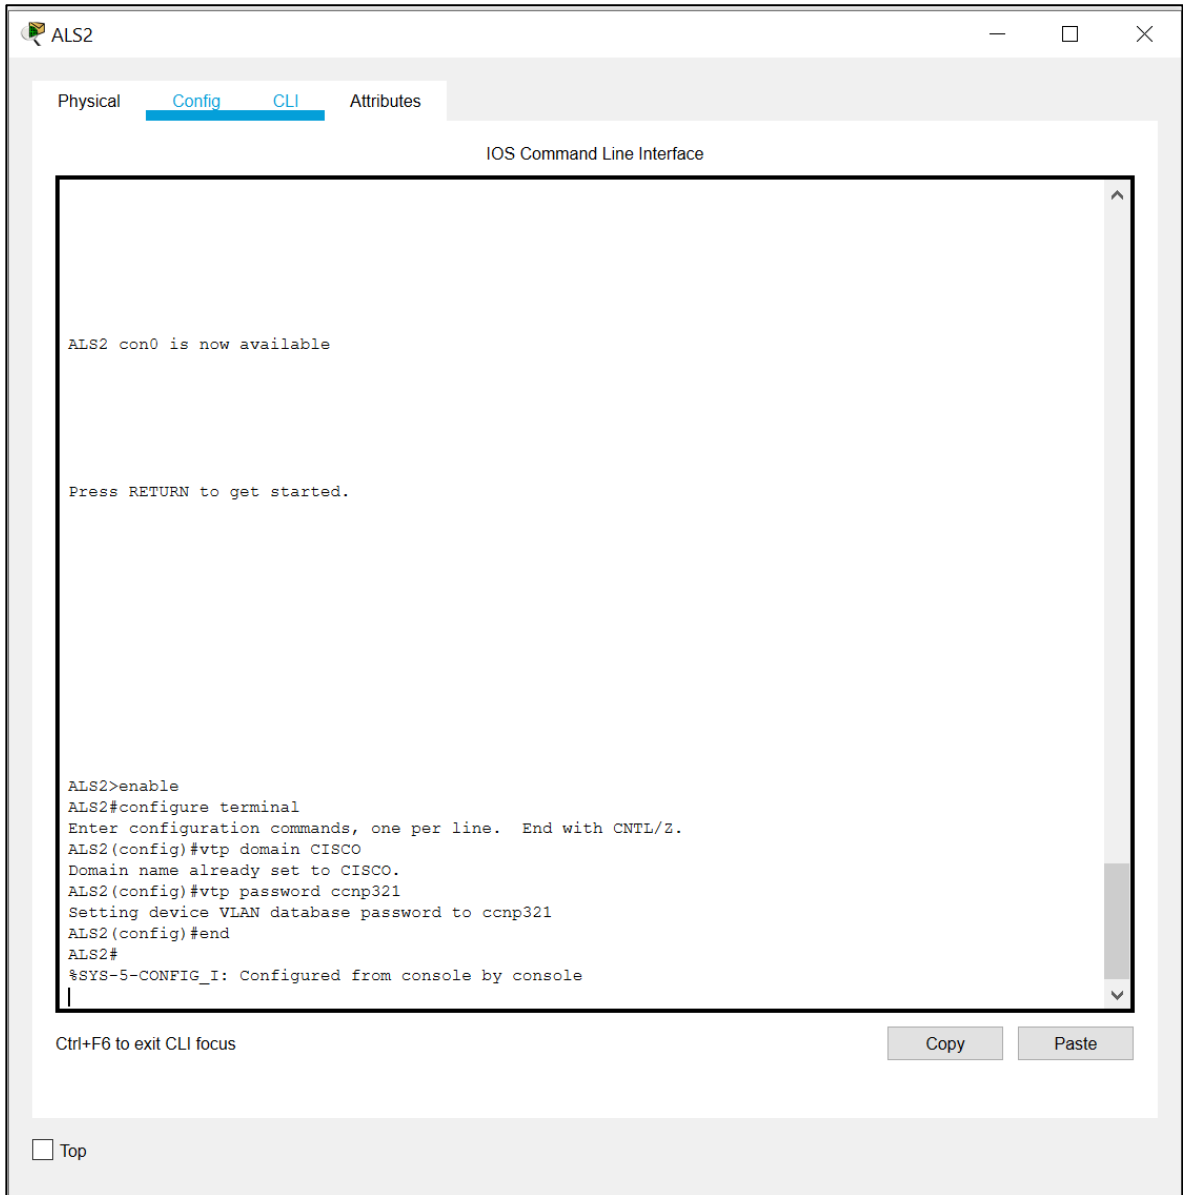 ALS2
Physical Config CLI Attributes
IOS Command Line Interface
ALS2 con0 is now available
Press RETURN to get started.
ALS2>enable
ALS2#configure terminal
Enter configuration commands, one per line.  End with CNTL/Z.
ALS2(config)#vtp domain CISCO
Domain name already set to CISCO.
ALS2(config)#vtp password ccnp321
Setting device VLAN database password to ccnp321
ALS2(config)#end
ALS2#
%SYS-5-CONFIG_I: Configured from console by console
Ctrl+F6 to exit CLI focus
Copy Paste
Top